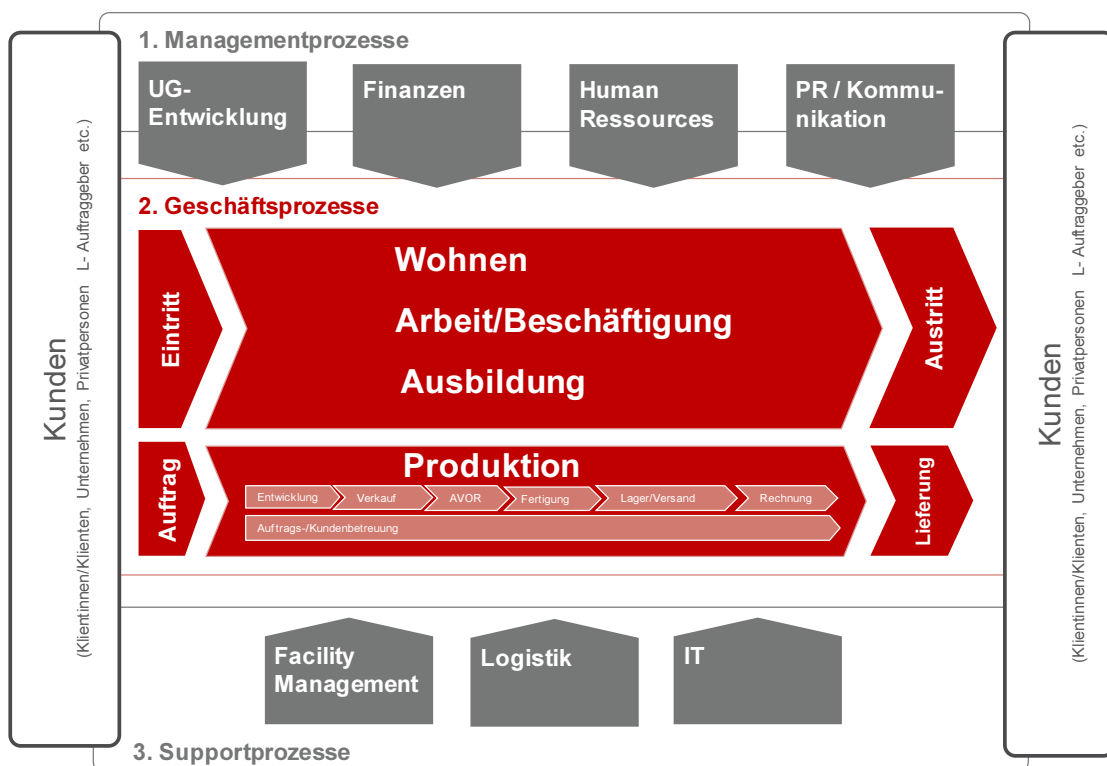 1. Managementprozesse
UG-
Entwicklung
Finanzen
Human
Ressources
PR / Kommu-
nikation
Kunden
(Klientinnen/Klienten, Unternehmen, Privatpersonen L- Auftraggeber etc.)
2. Geschäftsprozesse
Eintritt
Wohnen
Arbeit/Beschäftigung
Ausbildung
Austritt
Auftrag
Produktion
Entwicklung
Verkauf
AVOR
Fertigung
Lager/Versand
Rechnung
Auftrags-/Kundenbetreuung
Lieferung
Kunden
(Klientinnen/Klienten, Unternehmen, Privatpersonen L- Auftraggeber etc.)
Facility
Management
Logistik
IT
3. Supportprozesse